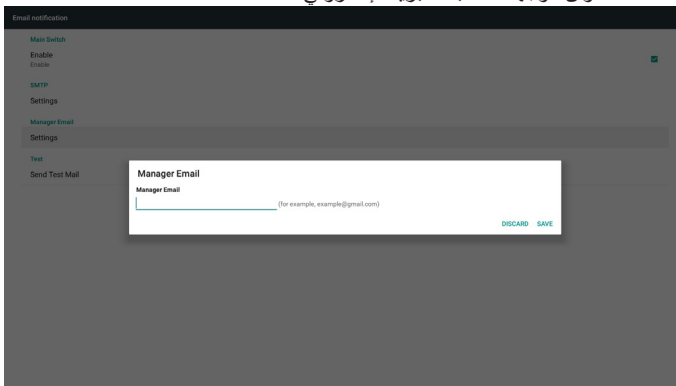 Email notification
Main Switch
Enable
Enable
SMTP
Settings
Manager Email
Settings
Test
Send Test Mail
Manager Email
Manager Email
(for example, example@gmail.com)
DISCARD SAVE